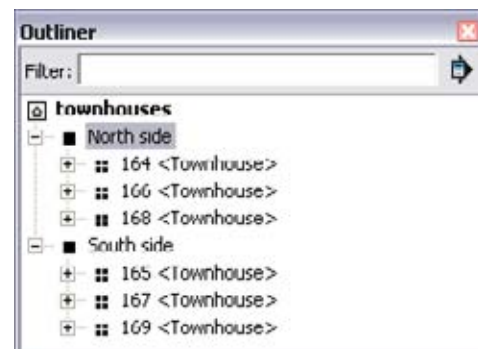 Outliner
Filter:
townhouses
North side
164 <Townhouse>
166 <Townhouse>
168 <Townhouse>
South side
165 <Townhouse>
167 <Townhouse>
169 <Townhouse>